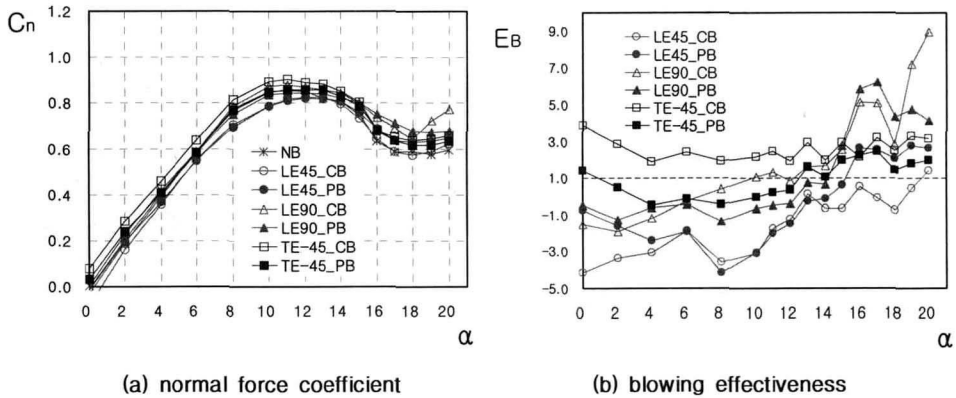 Cn
1.2
1.0
0.8
0.6
0.4
0.2
0.0
0 2 4 6 8 10 12 14 16 18 20
α
NB
LE45_CB
LE45_PB
LE90_CB
LE90_PB
TE-45_CB
TE-45_PB
(a) normal force coefficient
EB
9.0
7.0
5.0
3.0
1.0
-1.0
-3.0
-5.0
0 2 4 6 8 10 12 14 16 18 20
α
LE45_CB
LE45_PB
LE90_CB
LE90_PB
TE-45_CB
TE-45_PB
(b) blowing effectiveness